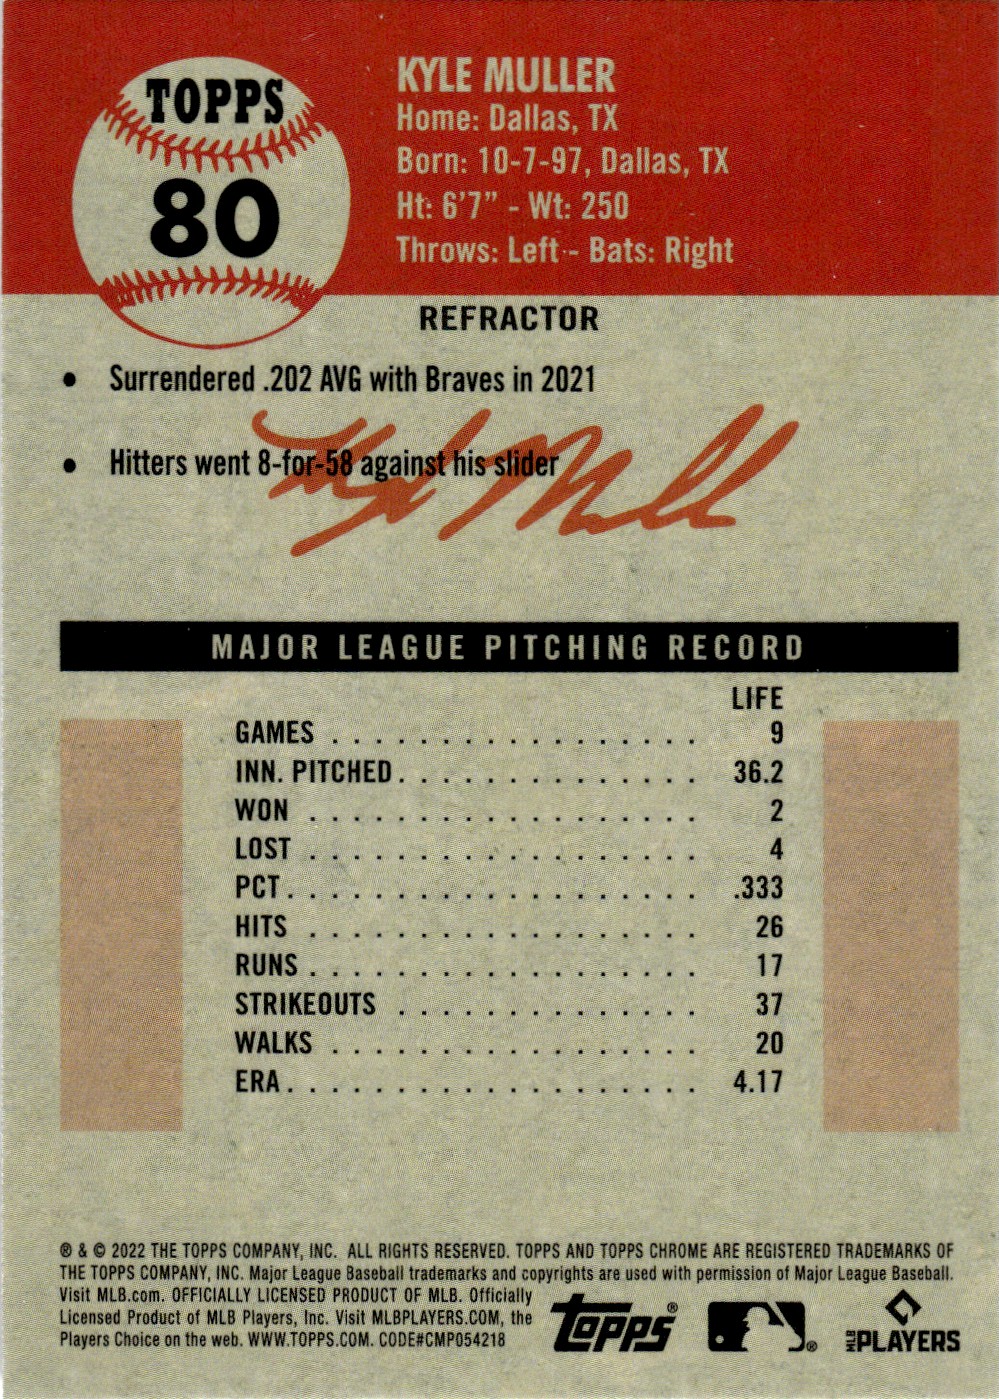 TOPPS
80
KYLE MULLER
Home: Dallas, TX
Born: 10-7-97, Dallas, TX
Ht: 6'7" - Wt: 250
Throws: Left - Bats: Right
REFRACTOR
• Surrendered .202 AVG with Braves in 2021
• Hitters went 8-for-58 against his slider
MAJOR LEAGUE PITCHING RECORD
LIFE
GAMES . . . . . . . . . . . . . . . . . 9
INN. PITCHED . . . . . . . . . . . . . . 36.2
WON . . . . . . . . . . . . . . . . . . 2
LOST . . . . . . . . . . . . . . . . . . 4
PCT . . . . . . . . . . . . . . . . . . . .333
HITS . . . . . . . . . . . . . . . . . . 26
RUNS . . . . . . . . . . . . . . . . . . 17
STRIKEOUTS . . . . . . . . . . . . . . 37
WALKS . . . . . . . . . . . . . . . . . 20
ERA . . . . . . . . . . . . . . . . . . . 4.17
® & © 2022 THE TOPPS COMPANY, INC. ALL RIGHTS RESERVED. TOPPS AND TOPPS CHROME ARE REGISTERED TRADEMARKS OF
THE TOPPS COMPANY, INC. Major League Baseball trademarks and copyrights are used with permission of Major League Baseball.
Visit MLB.com. OFFICIALLY LICENSED PRODUCT OF MLB. Officially
Licensed Product of MLB Players, Inc. Visit MLBPLAYERS.COM, the
Players Choice on the web. WWW.TOPPS.COM. CODE#CMP054218
Topps®
®
MLB PLAYERS